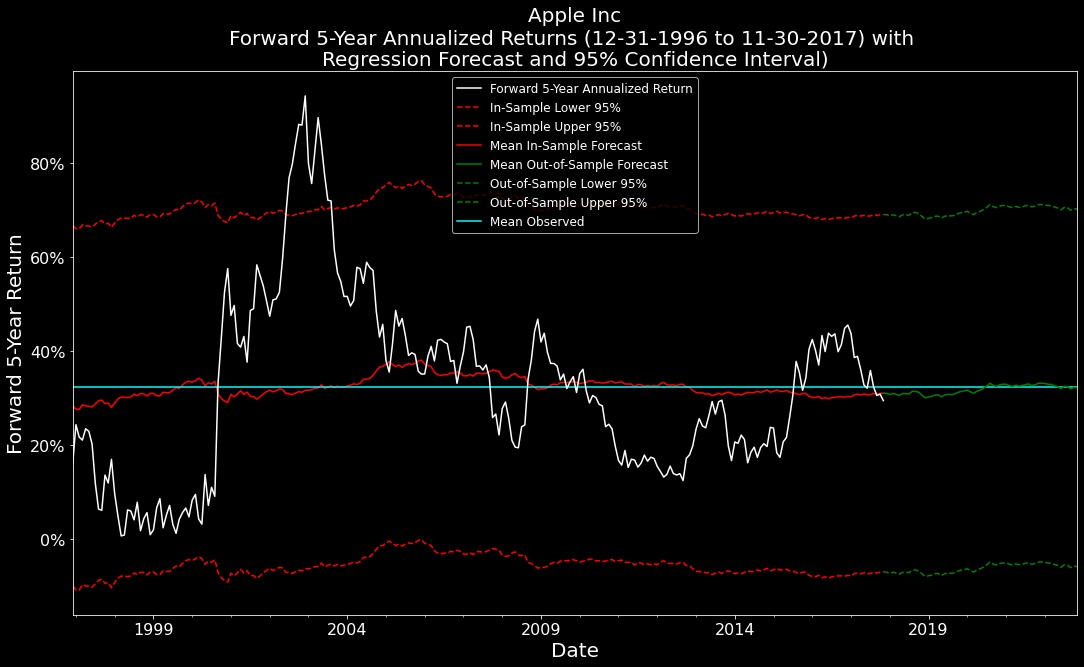 Apple Inc
Forward 5-Year Annualized Returns (12-31-1996 to 11-30-2017) with
Regression Forecast and 95% Confidence Interval)
Forward 5-Year Annualized Return
In-Sample Lower 95%
In-Sample Upper 95%
Mean In-Sample Forecast
Mean Out-of-Sample Forecast
Out-of-Sample Lower 95%
Out-of-Sample Upper 95%
Mean Observed
Forward 5-Year Return
80%
60%
40%
20%
0%
1999
2004
2009
2014
2019
Date